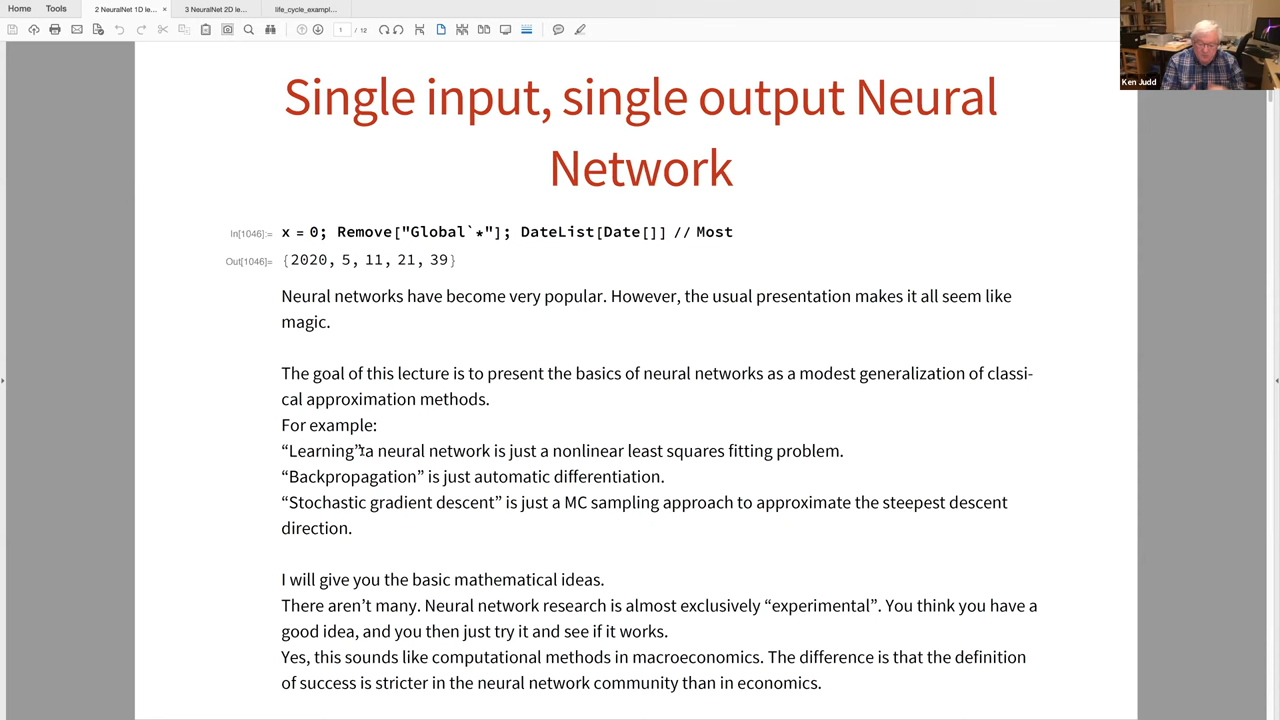 Home Tools 2 NeuralNet 1D le... × 3 NeuralNet 2D le... life_cycle_exampl...
1 / 12
Ken Judd
Single input, single output Neural
Network
In[1046]:= x = 0; Remove["Global`*"]; DateList[Date[]] // Most
Out[1046]= {2020, 5, 11, 21, 39}
Neural networks have become very popular. However, the usual presentation makes it all seem like
magic.
The goal of this lecture is to present the basics of neural networks as a modest generalization of classi-
cal approximation methods.
For example:
“Learning” a neural network is just a nonlinear least squares fitting problem.
“Backpropagation” is just automatic differentiation.
“Stochastic gradient descent” is just a MC sampling approach to approximate the steepest descent
direction.
I will give you the basic mathematical ideas.
There aren’t many. Neural network research is almost exclusively “experimental”. You think you have a
good idea, and you then just try it and see if it works.
Yes, this sounds like computational methods in macroeconomics. The difference is that the definition
of success is stricter in the neural network community than in economics.